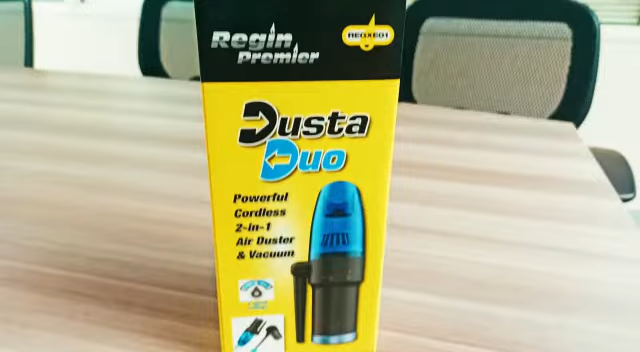 Regin
Premier
REGXE01
Dusta
Duo
Powerful
Cordless
2-in-1
Air Duster
& Vacuum